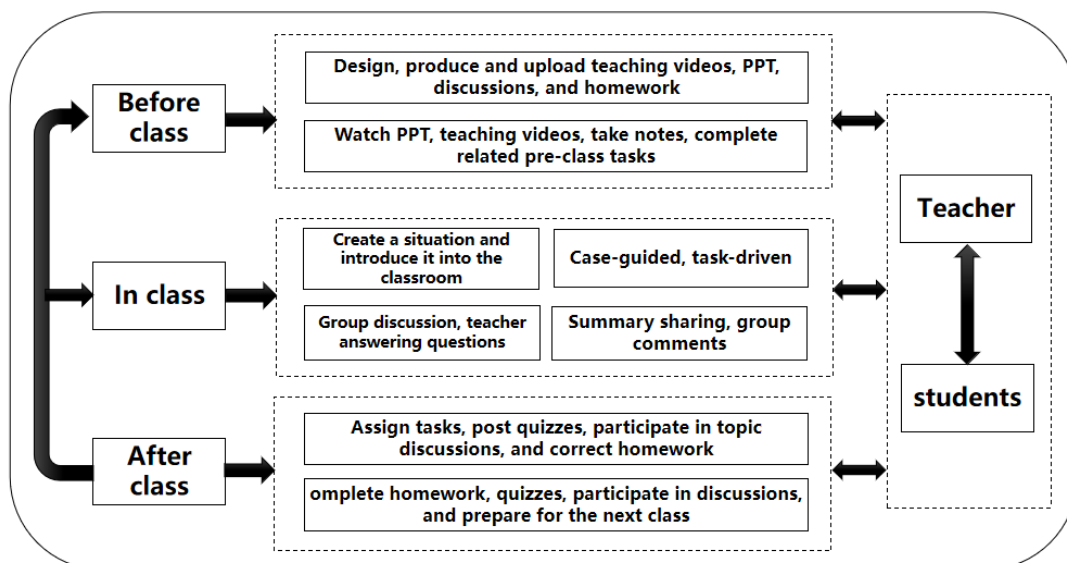 Before
class
Design, produce and upload teaching videos, PPT,
discussions, and homework
Watch PPT, teaching videos, take notes, complete
related pre-class tasks
In class
Create a situation and
introduce it into the
classroom
Case-guided, task-driven
Group discussion, teacher
answering questions
Summary sharing, group
comments
After
class
Assign tasks, post quizzes, participate in topic
discussions, and correct homework
omplete homework, quizzes, participate in discussions,
and prepare for the next class
Teacher
students